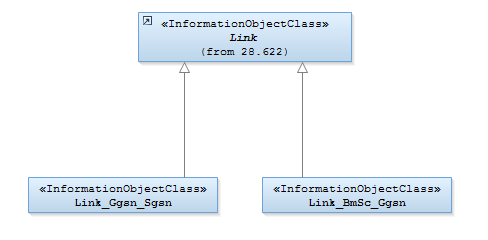 «InformationObjectClass»
Link
(from 28.622)
«InformationObjectClass»
Link_Ggsn_Sgsn
«InformationObjectClass»
Link_BmSc_Ggsn